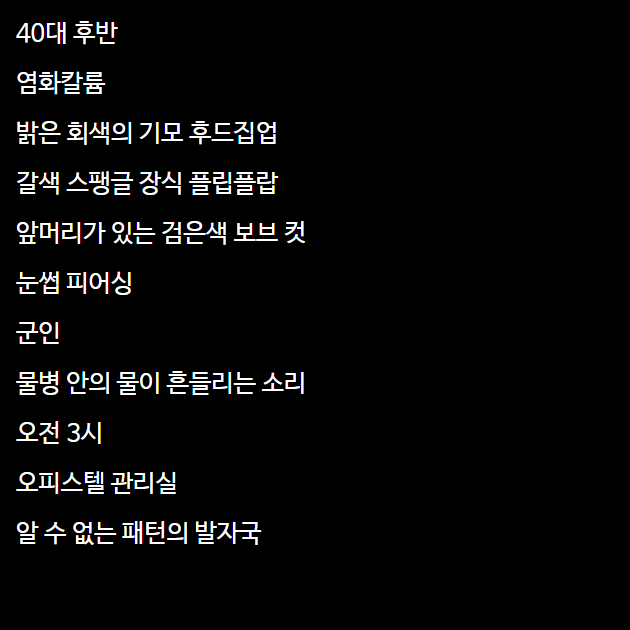 40대 후반
염화칼륨
밝은 회색의 기모 후드집업
갈색 스팽글 장식 플립플랍
앞머리가 있는 검은색 보브 컷
눈썹 피어싱
군인
물병 안의 물이 흔들리는 소리
오전 3시
오피스텔 관리실
알 수 없는 패턴의 발자국